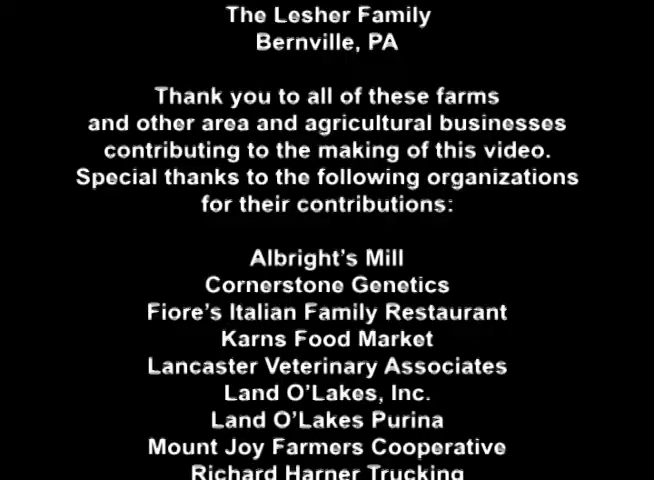 The Lesher Family
Bernville, PA
Thank you to all of these farms
and other area and agricultural businesses
contributing to the making of this video.
Special thanks to the following organizations
for their contributions:
Albright's Mill
Cornerstone Genetics
Fiore's Italian Family Restaurant
Karns Food Market
Lancaster Veterinary Associates
Land O'Lakes, Inc.
Land O'Lakes Purina
Mount Joy Farmers Cooperative
Richard Harner Trucking